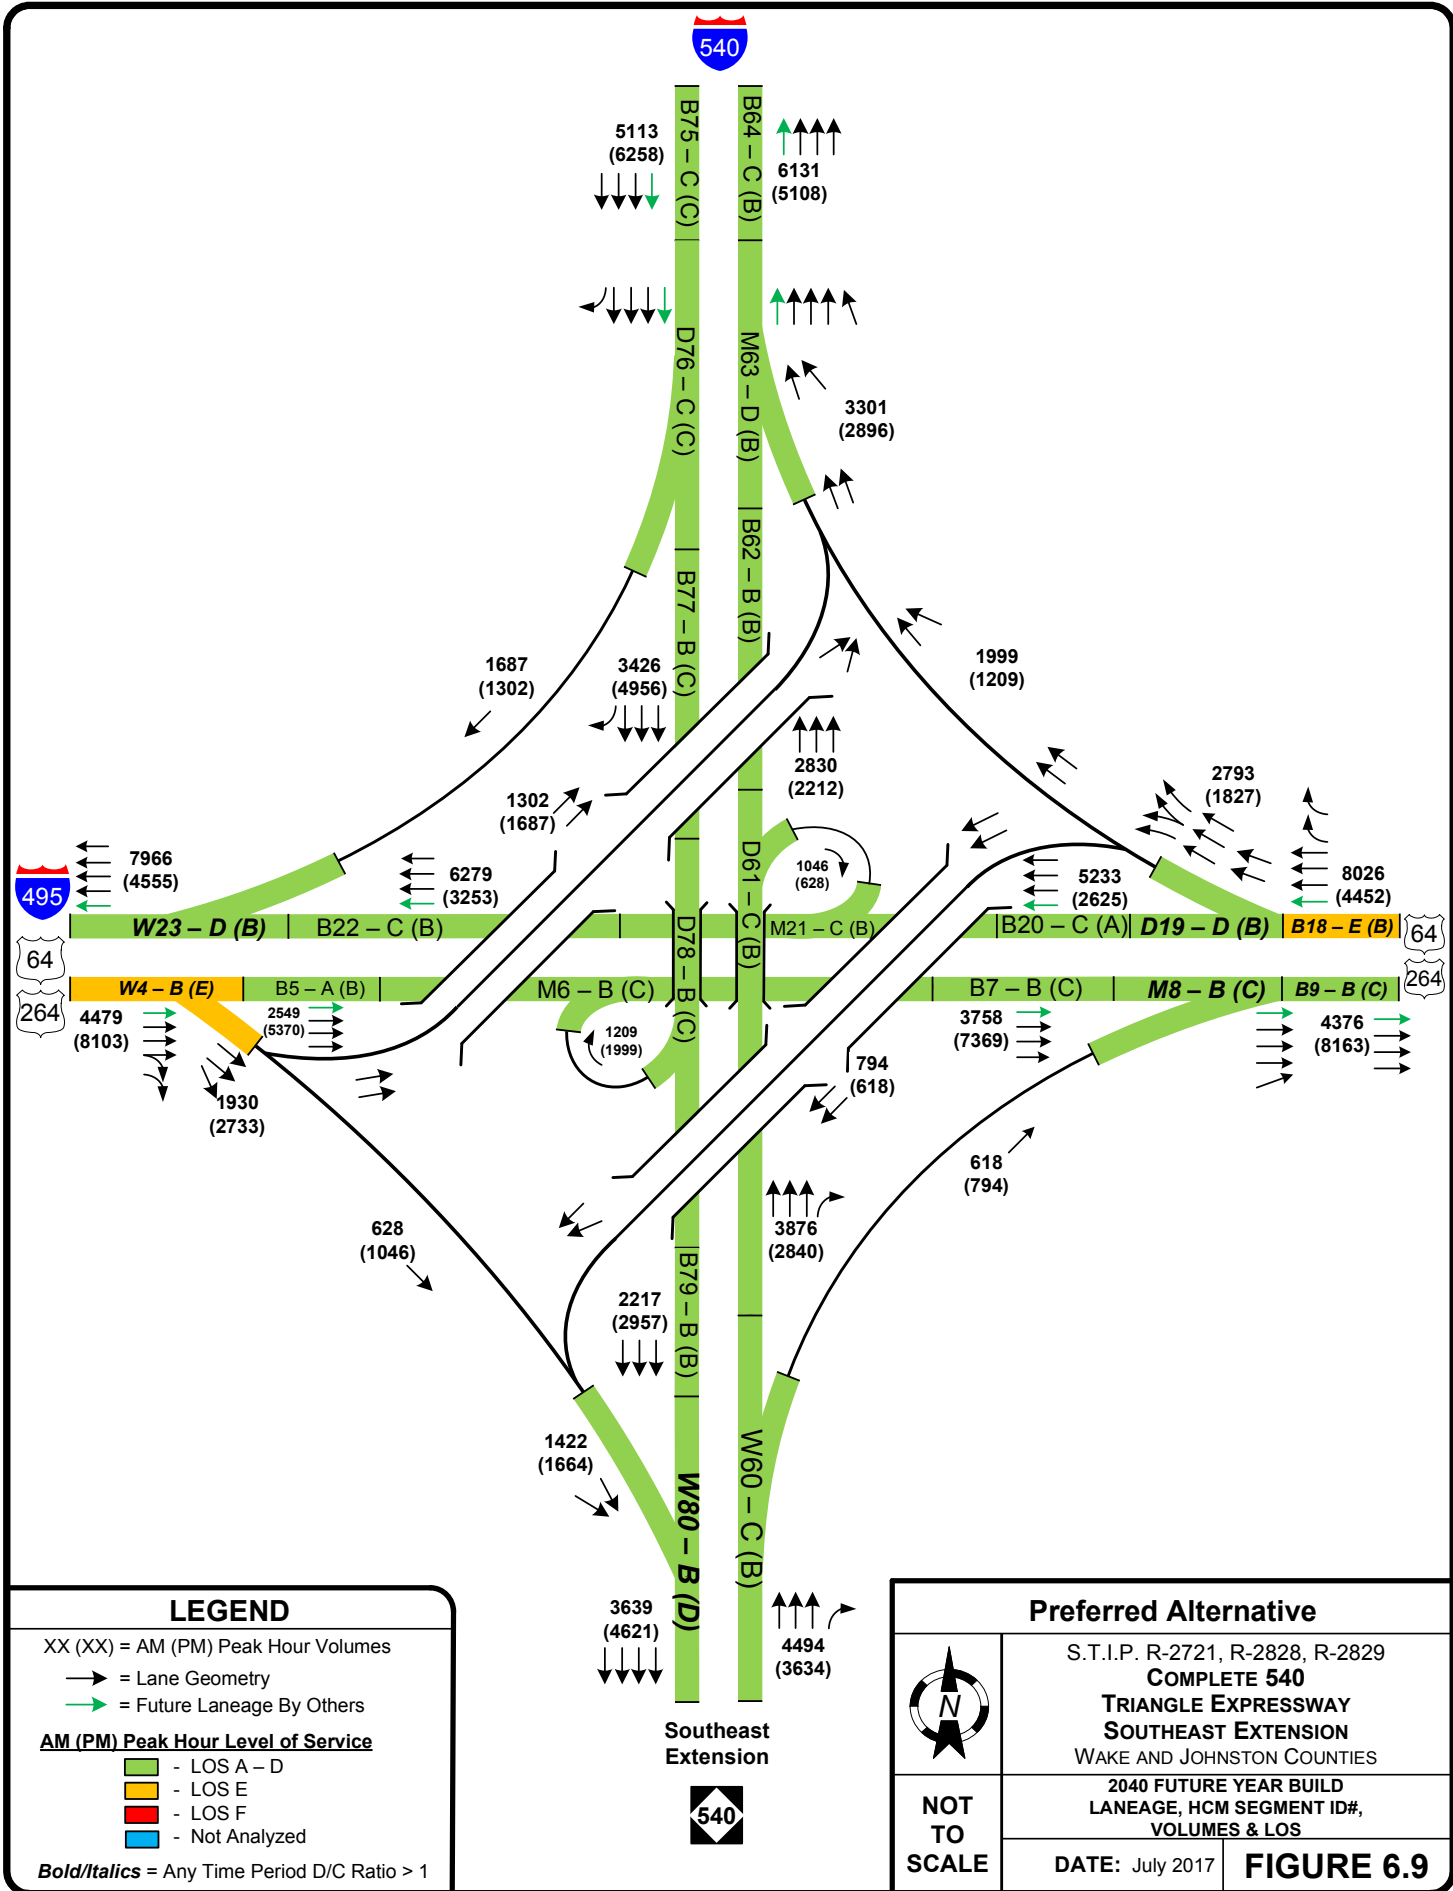 540
B75 – C (C)
B64 – C (B)
5113
(6258)
6131
(5108)
D76 – C (C)
M63 – D (B)
3301
(2896)
B77 – B (C)
B62 – B (B)
1687
(1302)
3426
(4956)
1999
(1209)
2830
(2212)
2793
(1827)
1302
(1687)
7966
(4555)
6279
(3253)
1046
(628)
5233
(2625)
8026
(4452)
495
D61 – C (B)
D78 – B (C)
W23 – D (B)
B22 – C (B)
M21 – C (B)
B20 – C (A)
D19 – D (B)
B18 – E (B)
64
64
W4 – B (E)
B5 – A (B)
M6 – B (C)
B7 – B (C)
M8 – B (C)
B9 – B (C)
264
264
4479
(8103)
2549
(5370)
1209
(1999)
3758
(7369)
4376
(8163)
1930
(2733)
794
(618)
618
(794)
628
(1046)
3876
(2840)
B79 – B (B)
2217
(2957)
1422
(1664)
W80 – B (D)
W60 – C (B)
3639
(4621)
4494
(3634)
Southeast
Extension
540
LEGEND
XX (XX) = AM (PM) Peak Hour Volumes
= Lane Geometry
= Future Laneage By Others
AM (PM) Peak Hour Level of Service
- LOS A – D
- LOS E
- LOS F
- Not Analyzed
Bold/Italics = Any Time Period D/C Ratio > 1
Preferred Alternative
N
S.T.I.P. R-2721, R-2828, R-2829
COMPLETE 540
TRIANGLE EXPRESSWAY
SOUTHEAST EXTENSION
WAKE AND JOHNSTON COUNTIES
NOT
TO
SCALE
2040 FUTURE YEAR BUILD
LANEAGE, HCM SEGMENT ID#,
VOLUMES & LOS
DATE: July 2017
FIGURE 6.9